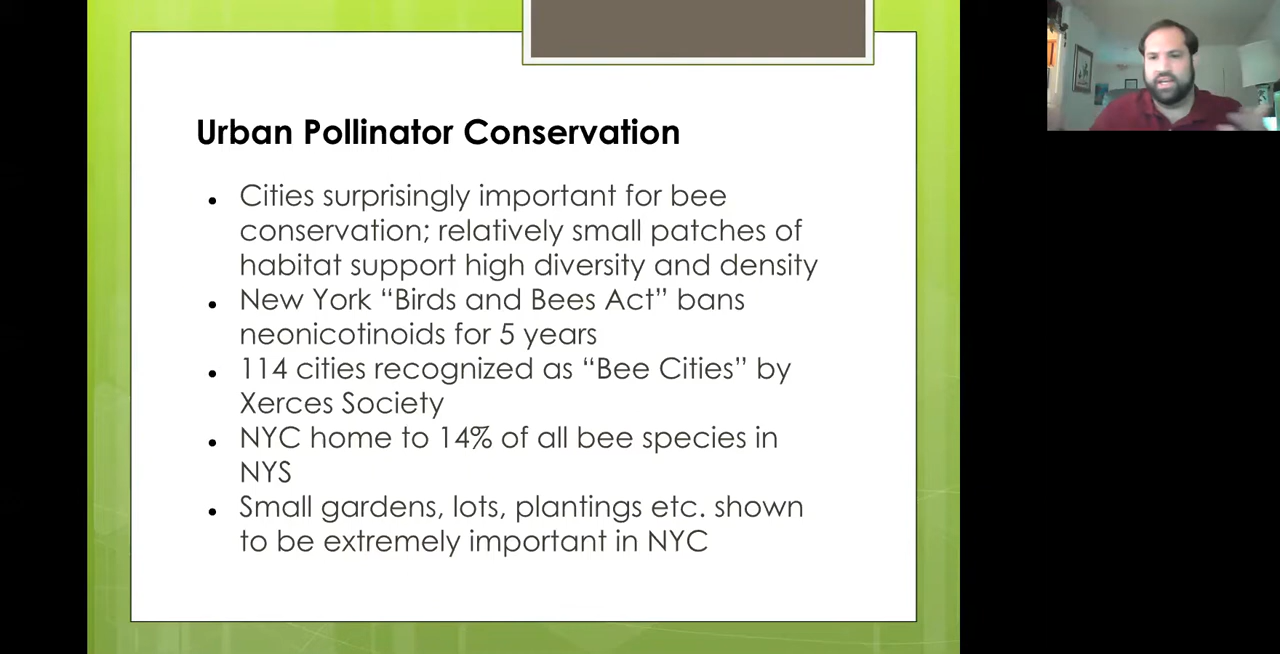 Urban Pollinator Conservation
• Cities surprisingly important for bee
conservation; relatively small patches of
habitat support high diversity and density
• New York “Birds and Bees Act” bans
neonicotinoids for 5 years
• 114 cities recognized as “Bee Cities” by
Xerces Society
• NYC home to 14% of all bee species in
NYS
• Small gardens, lots, plantings etc. shown
to be extremely important in NYC